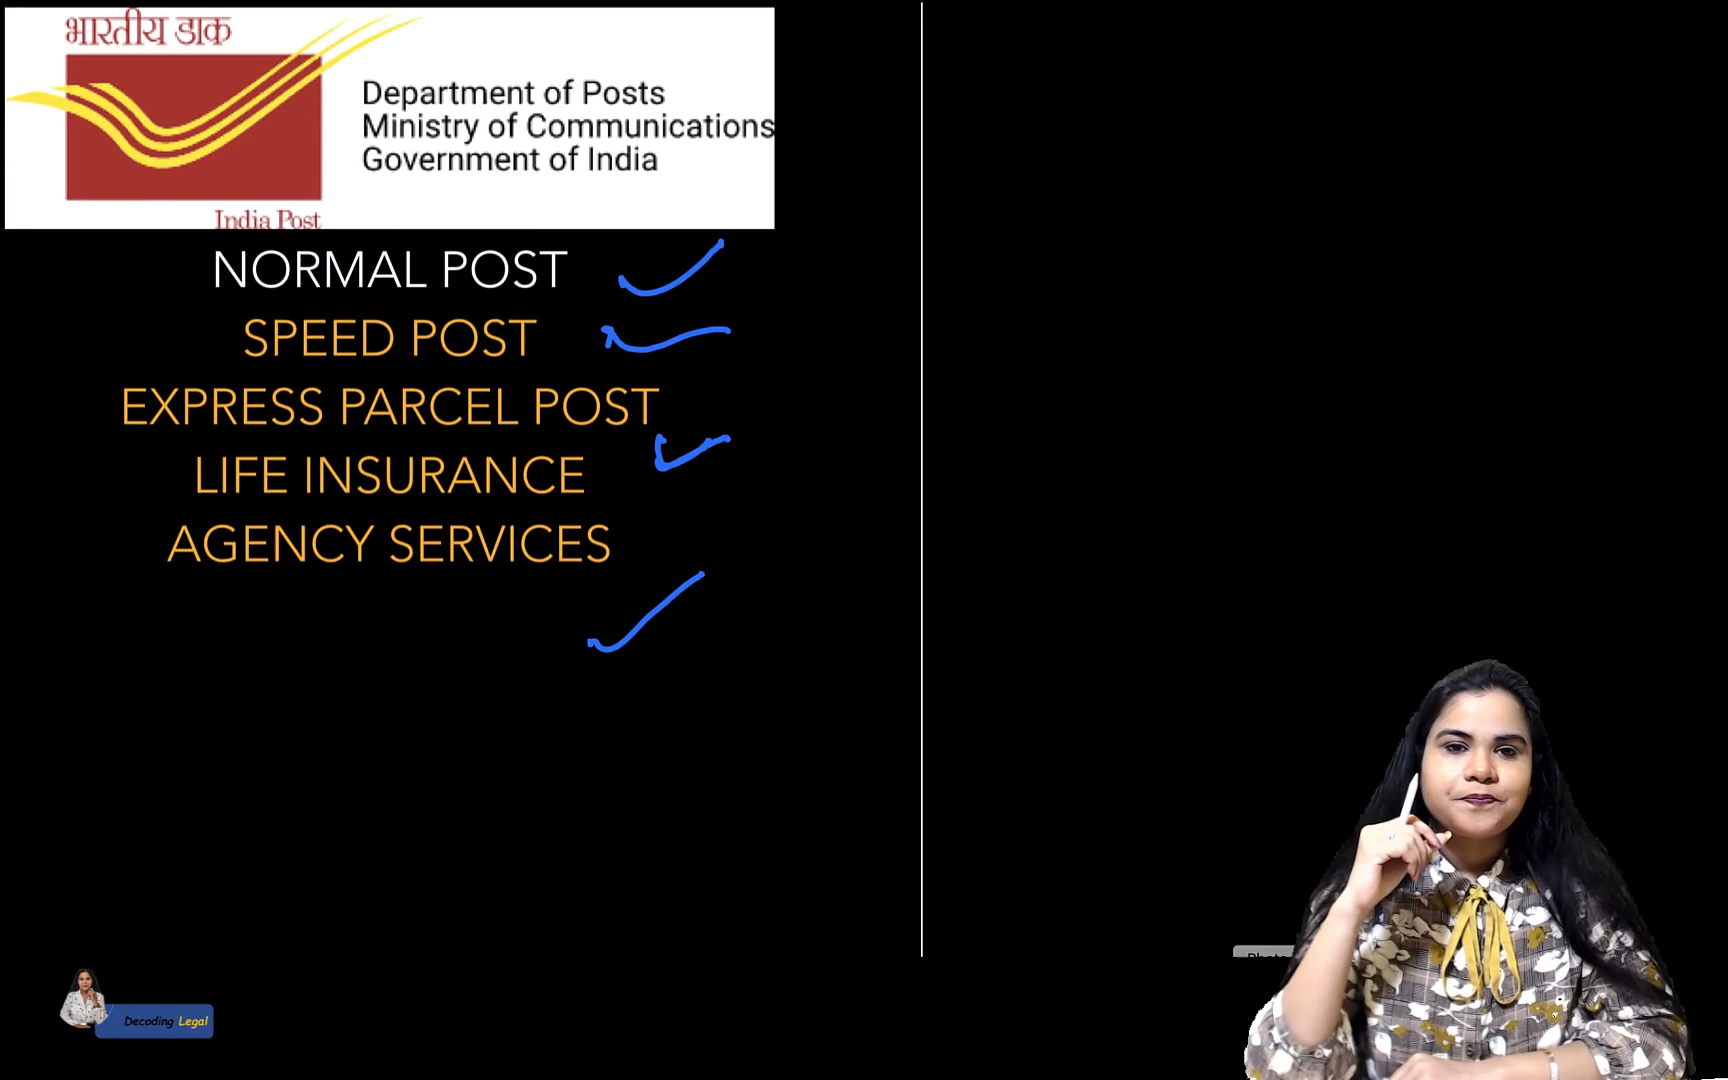 भारतीय डाक
Department of Posts
Ministry of Communications
Government of India
India Post
NORMAL POST
SPEED POST
EXPRESS PARCEL POST
LIFE INSURANCE
AGENCY SERVICES
Decoding Legal